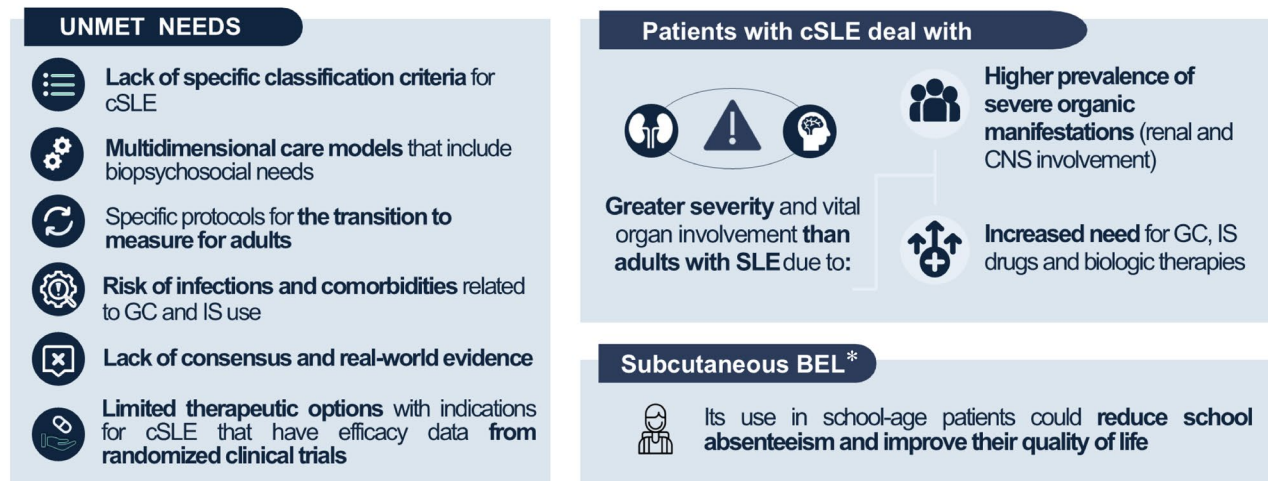 UNMET NEEDS
Lack of specific classification criteria for
cSLE
Multidimensional care models that include
biopsychosocial needs
Specific protocols for the transition to
measure for adults
Risk of infections and comorbidities related
to GC and IS use
Lack of consensus and real-world evidence
Limited therapeutic options with indications
for cSLE that have efficacy data from
randomized clinical trials
Patients with cSLE deal with
Greater severity and vital
organ involvement than
adults with SLE due to:
Higher prevalence of
severe organic
manifestations (renal and
CNS involvement)
Increased need for GC, IS
drugs and biologic therapies
Subcutaneous BEL*
Its use in school-age patients could reduce school
absenteeism and improve their quality of life